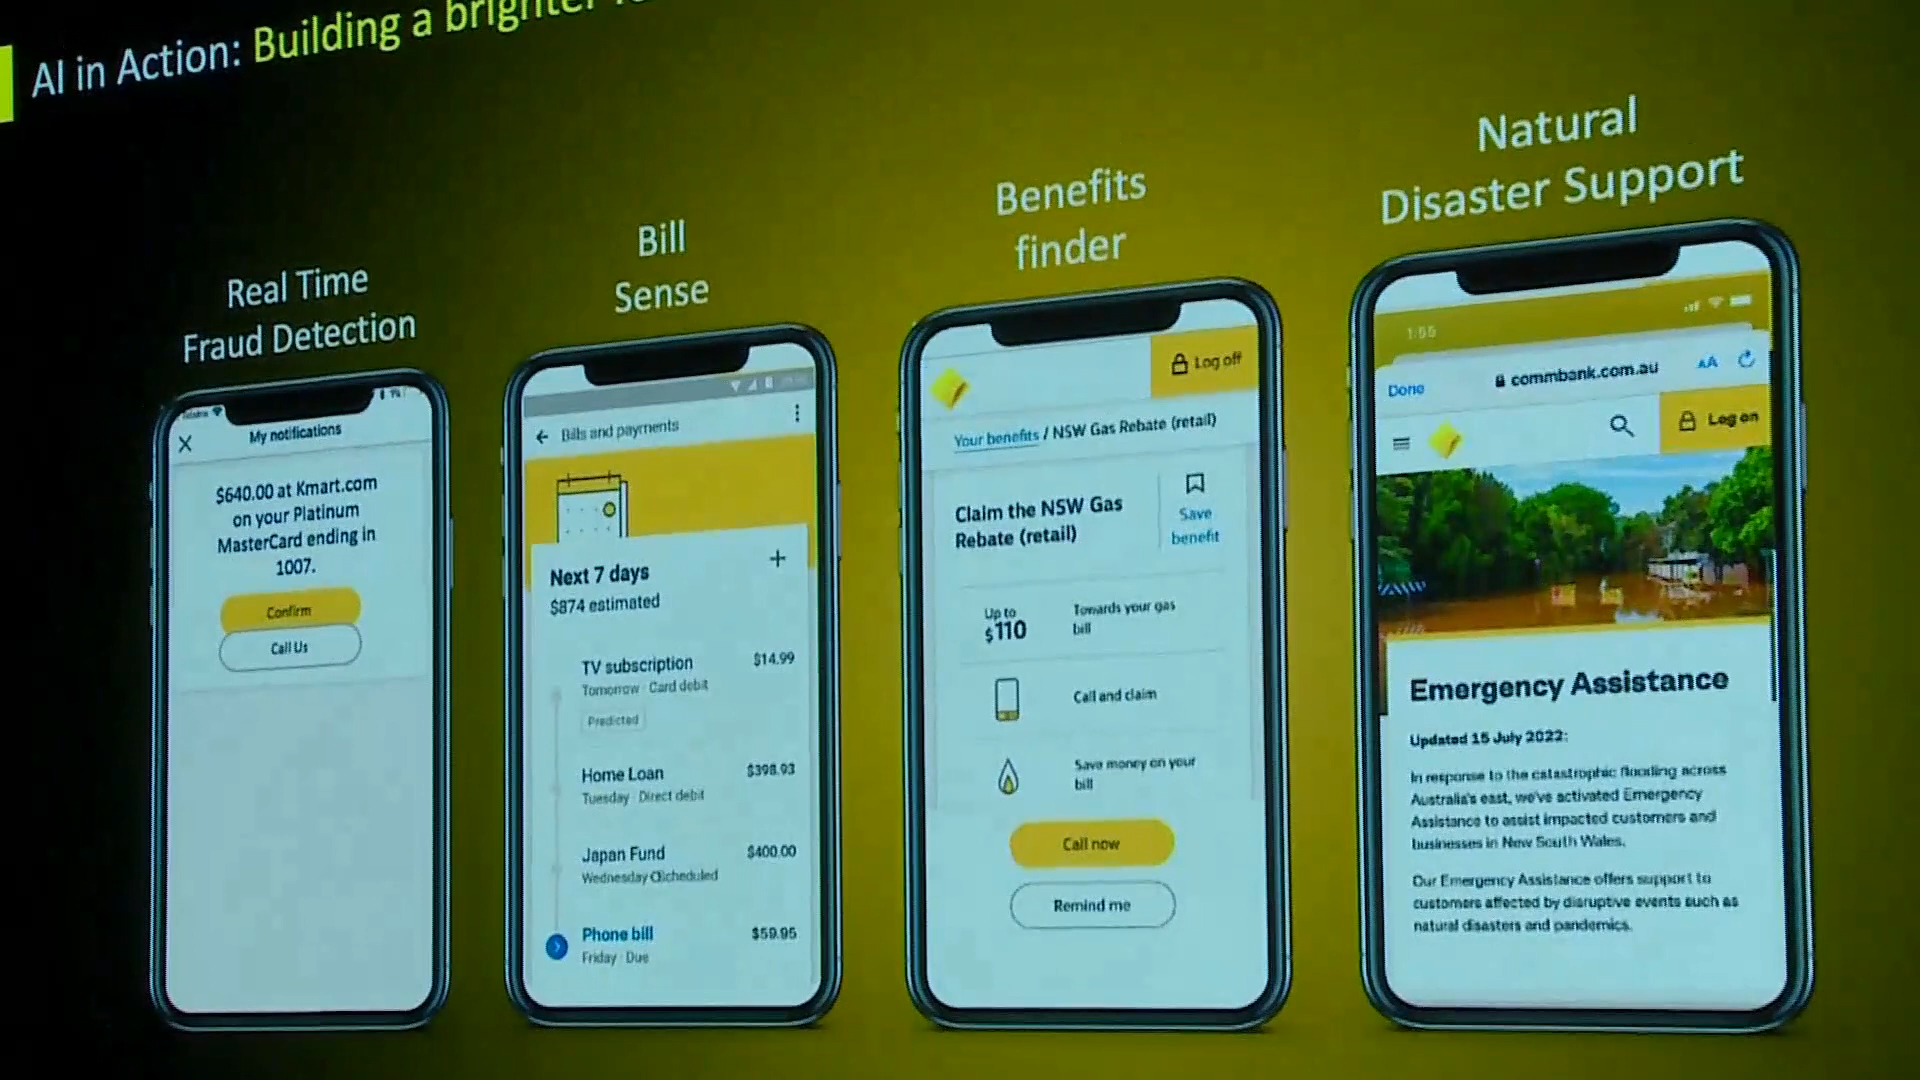 AI in Action: Building a brighter
Real Time
Fraud Detection
My notifications
$640.00 at Kmart.com
on your Platinum
MasterCard ending in
1007.
Confirm
Call Us
Bill
Sense
Bills and payments
Next 7 days
$874 estimated
TV subscription $14.99
Tomorrow · Card debit
Predicted
Home Loan $398.93
Tuesday · Direct debit
Japan Fund $400.00
Wednesday Scheduled
Phone bill $59.95
Friday · Due
Benefits
finder
Log off
Your benefits / NSW Gas Rebate (retail)
Claim the NSW Gas
Rebate (retail)
Save
benefit
Up to
$110
Towards your gas
bill
Call and claim
Save money on your
bill
Call now
Remind me
Natural
Disaster Support
1:55
Done commbank.com.au AA
Log on
Emergency Assistance
Updated 15 July 2022:
In response to the catastrophic flooding across
Australia's east, we've activated Emergency
Assistance to assist impacted customers and
businesses in New South Wales.
Our Emergency Assistance offers support to
customers affected by disruptive events such as
natural disasters and pandemics.